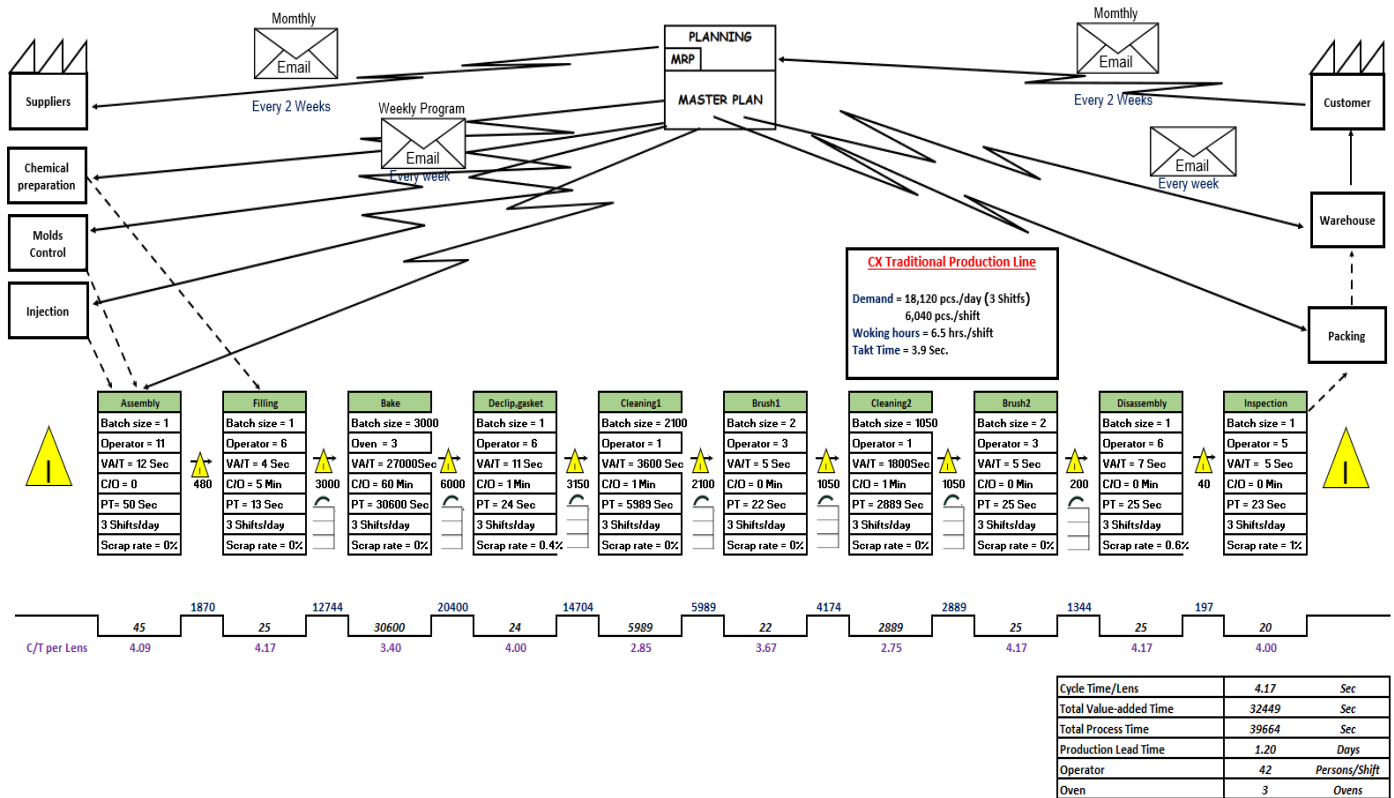 Momthly
Email
Every 2 Weeks
PLANNING
MRP
MASTER PLAN
Momthly
Email
Every 2 Weeks
Suppliers
Customer
Weekly Program
Email
Every week
Email
Every week
Chemical
preparation
Molds
Control
Injection
Warehouse
Packing
CX Traditional Production Line
Demand = 18,120 pcs./day (3 Shitfs)
6,040 pcs./shift
Woking hours = 6.5 hrs./shift
Takt Time = 3.9 Sec.
I
Assembly
Batch size = 1
Operator = 11
VA/T = 12 Sec
C/O = 0
PT= 50 Sec
3 Shifts/day
Scrap rate = 0%
I
480
Filling
Batch size = 1
Operator = 6
VA/T = 4 Sec
C/O = 5 Min
PT = 13 Sec
3 Shifts/day
Scrap rate = 0%
I
3000
Bake
Batch size = 3000
Oven = 3
VA/T = 27000Sec
C/O = 60 Min
PT = 30600 Sec
3 Shifts/day
Scrap rate = 0%
I
6000
Declip,gasket
Batch size = 1
Operator = 6
VA/T = 11 Sec
C/O = 1 Min
PT = 24 Sec
3 Shifts/day
Scrap rate = 0.4%
I
3150
Cleaning1
Batch size = 2100
Operator = 1
VA/T = 3600 Sec
C/O = 1 Min
PT = 5989 Sec
3 Shifts/day
Scrap rate = 0%
I
2100
Brush1
Batch size = 2
Operator = 3
VA/T = 5 Sec
C/O = 0 Min
PT = 22 Sec
3 Shifts/day
Scrap rate = 0%
I
1050
Cleaning2
Batch size = 1050
Operator = 1
VA/T = 1800Sec
C/O = 1 Min
PT = 2889 Sec
3 Shifts/day
Scrap rate = 0%
I
1050
Brush2
Batch size = 2
Operator = 3
VA/T = 5 Sec
C/O = 0 Min
PT = 25 Sec
3 Shifts/day
Scrap rate = 0%
I
200
Disassembly
Batch size = 1
Operator = 6
VA/T = 7 Sec
C/O = 0 Min
PT = 25 Sec
3 Shifts/day
Scrap rate = 0.6%
I
40
Inspection
Batch size = 1
Operator = 5
VA/T = 5 Sec
C/O = 0 Min
PT = 23 Sec
3 Shifts/day
Scrap rate = 1%
I
1870 12744 20400 14704 5989 4174 2889 1344 197
45 25 30600 24 5989 22 2889 25 25 20
C/T per Lens 4.09 4.17 3.40 4.00 2.85 3.67 2.75 4.17 4.17 4.00
Cycle Time/Lens 4.17 Sec
Total Value-added Time 32449 Sec
Total Process Time 39664 Sec
Production Lead Time 1.20 Days
Operator 42 Persons/Shift
Oven 3 Ovens